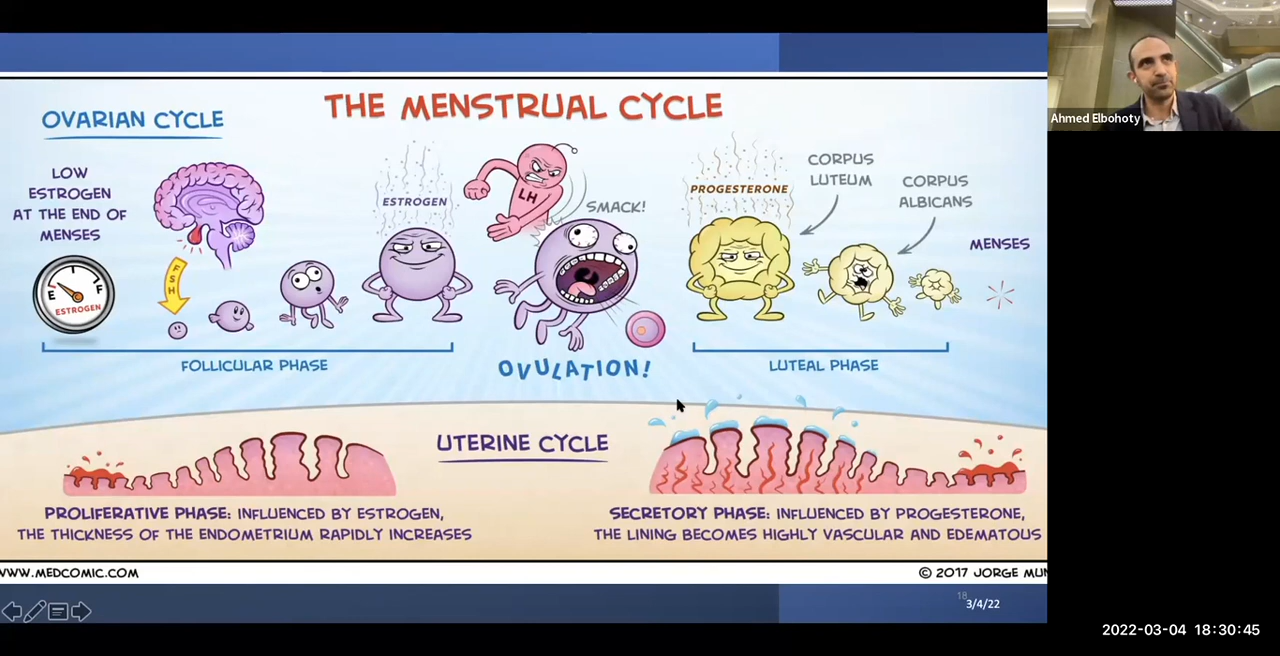 THE MENSTRUAL CYCLE
OVARIAN CYCLE
LOW
ESTROGEN
AT THE END OF
MENSES
E F
ESTROGEN
FSH
ESTROGEN
LH
SMACK!
PROGESTERONE
CORPUS
LUTEUM
CORPUS
ALBICANS
MENSES
FOLLICULAR PHASE
OVULATION!
LUTEAL PHASE
UTERINE CYCLE
PROLIFERATIVE PHASE: INFLUENCED BY ESTROGEN,
THE THICKNESS OF THE ENDOMETRIUM RAPIDLY INCREASES
SECRETORY PHASE: INFLUENCED BY PROGESTERONE,
THE LINING BECOMES HIGHLY VASCULAR AND EDEMATOUS
WWW.MEDCOMIC.COM
© 2017 JORGE MUN
18
3/4/22
Ahmed Elbohoty
2022-03-04 18:30:45